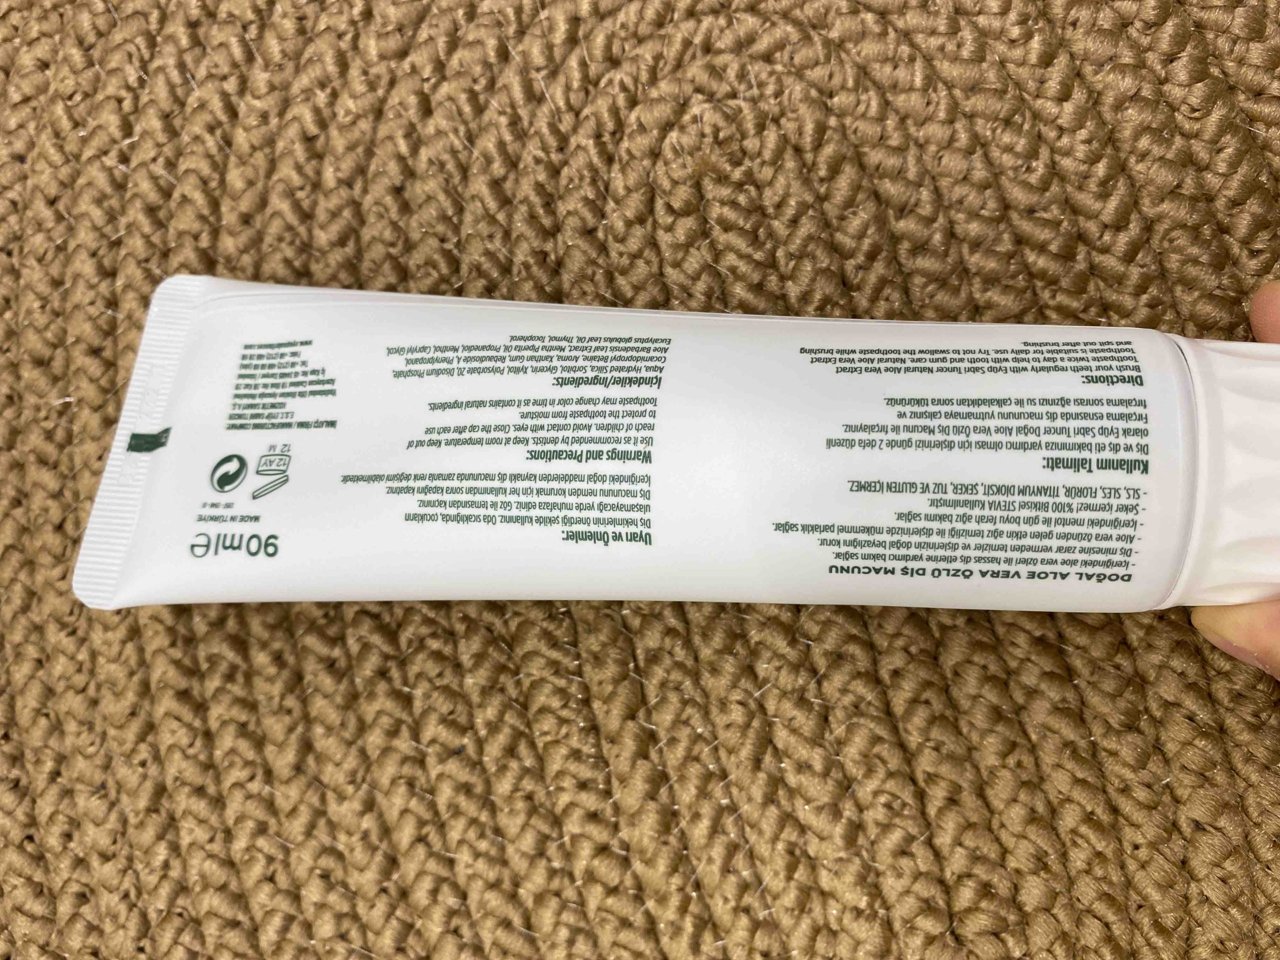 DOĞAL ALOE VERA ÖZLÜ DİŞ MACUNU
- İçeriğindeki aloe vera özleri ile hassas diş etlerine yardımcı bakım sağlar.
- Diş minesine zarar vermeden temizler ve dişlerinizin doğal beyazlığını korur.
- Aloe vera özünden gelen etkin ağız temizliği ile dişlerinizde mükemmel parlaklık sağlar.
- İçeriğindeki mentol ile gün boyu ferah ağız bakımı sağlar.
- Şeker içermez! %100 Bitkisel STEVIA Kullanılmıştır.
- SLS, SLES, FLORÜR, TİTANYUM DİOKSİT, ŞEKER, TUZ VE GLUTEN İÇERMEZ.
Kullanım Talimatı:
Diş ve diş eti bakımınıza yardımcı olması için dişlerinizi günde 2 defa düzenli
olarak Eyüp Sabri Tuncer Doğal Aloe Vera Özlü Diş Macunu ile fırçalayınız.
Fırçalama esnasında diş macununu yutmamaya çalışınız ve
fırçalama sonrası ağzınızı su ile çalkaladıktan sonra tükürünüz.
Directions:
Brush your teeth regularly with Eyüp Sabri Tuncer Natural Aloe Vera Extract
Toothpaste twice a day to help with tooth and gum care. Natural Aloe Vera Extract
Toothpaste is suitable for daily use. Try not to swallow the toothpaste while brushing
and spit out after brushing.
Uyarı ve Önlemler:
Diş hekimlerinin önerdiği şekilde kullanınız. Oda sıcaklığında, çocukların
ulaşamayacağı yerde muhafaza ediniz. Göz ile temasından kaçınız.
Diş macununu nemden korumak için her kullanımdan sonra kapağını kapatınız.
İçeriğindeki doğal maddelerden kaynaklı diş macununda zamanla renk değişimi olabilmektedir.
Warnings and Precautions:
Use it as recommended by dentists. Keep at room temperature. Keep out of
reach of children. Avoid contact with eyes. Close the cap after each use
to protect the toothpaste from moisture.
Toothpaste may change color in time as it contains natural ingredients.
İçindekiler/Ingredients:
Aqua, Hydrated Silica, Sorbitol, Glycerin, Xylitol, Polysorbate 20, Disodium Phosphate,
Cocamidopropyl Betaine, Aroma, Xanthan Gum, Rebaudioside A, Phenylpropanol,
Aloe Barbadensis Leaf Extract, Mentha Piperita Oil, Propanediol, Menthol, Caprylyl Glycol,
Eucalyptus globulus Leaf Oil, Thymol, Tocopherol.
90ml e
MADE IN TÜRKİYE
12 AY
12 M
İMALATÇI FİRMA / MANUFACTURING COMPANY:
E.S.T. EYÜP SABRİ TUNCER
KOZMETİK SANAYİ A.Ş.